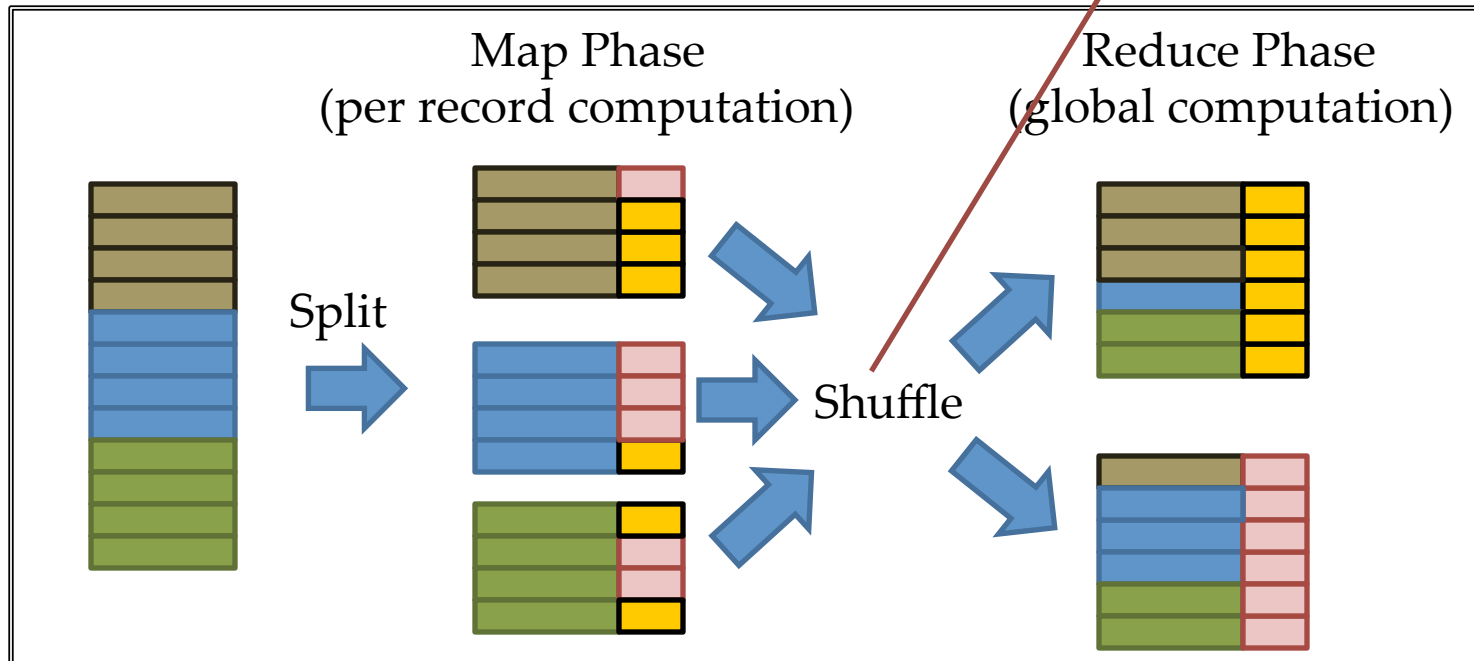 Map Phase
(per record computation)
Reduce Phase
(global computation)
Split
Shuffle